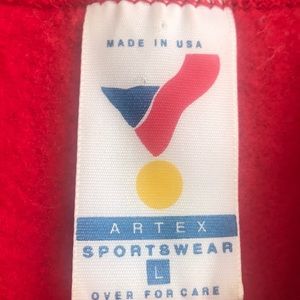 MADE IN USA
ARTEX
SPORTSWEAR
L
OVER FOR CARE